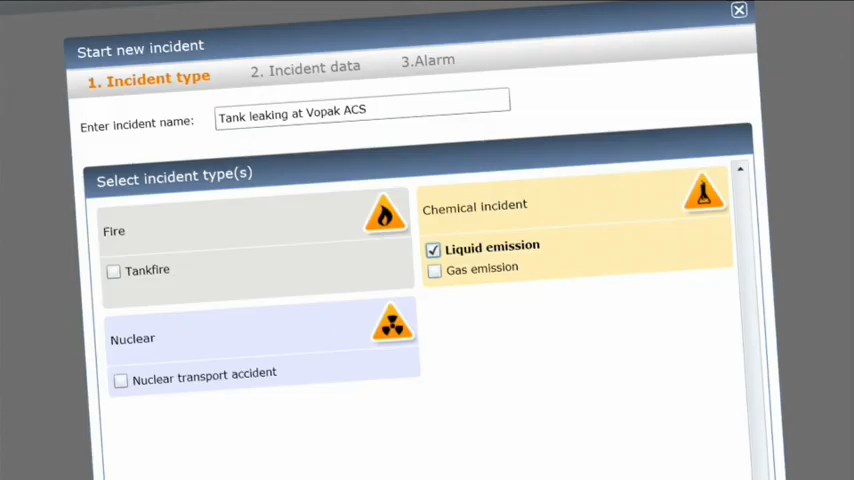 Start new incident
1. Incident type 2. Incident data 3.Alarm
Enter incident name: Tank leaking at Vopak ACS
Select incident type(s)
Fire
Tankfire
Chemical incident
Liquid emission
Gas emission
Nuclear
Nuclear transport accident